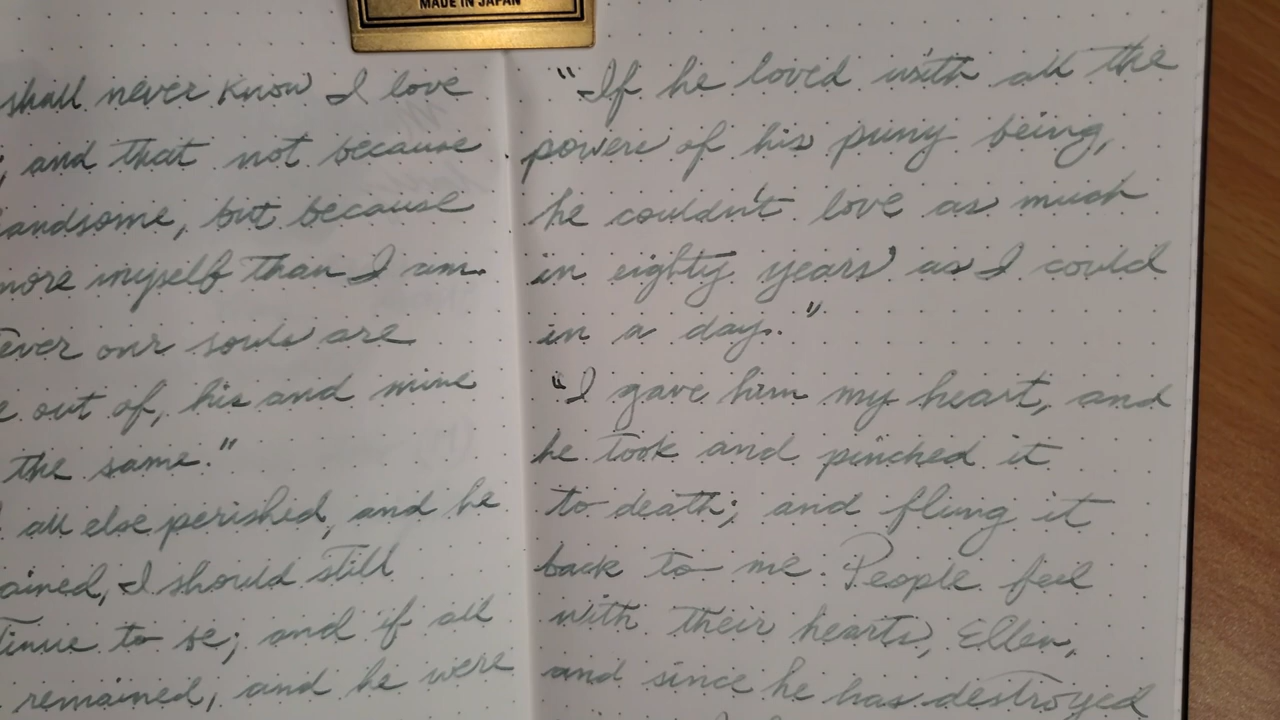 MADE IN JAPAN
shall never know I love
; and that not because
andsome, but because
more myself than I am.
ever our souls are
e out of, his and mine
the same."
all else perished, and he
ained, I should still
tinue to be; and if all
remained, and he were
"If he loved with all the
powers of his puny being,
he couldn't love as much
in eighty years' as I could
in a day."
"I gave him my heart, and
he took and pinched it
to death; and flung it
back to me. People feel
with their hearts, Ellen,
and since he has destroyed